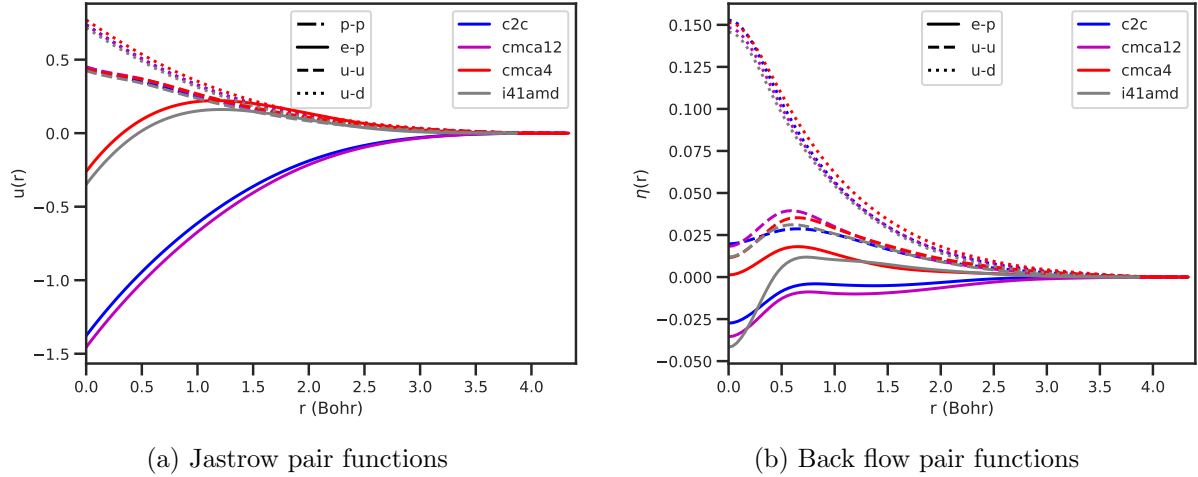 p-p
e-p
u-u
u-d
c2c
cmca12
cmca4
i41amd
0.5
0.0
−0.5
−1.0
−1.5
u(r)
0.0 0.5 1.0 1.5 2.0 2.5 3.0 3.5 4.0
r (Bohr)
(a) Jastrow pair functions
e-p
u-u
u-d
c2c
cmca12
cmca4
i41amd
0.150
0.125
0.100
0.075
0.050
0.025
0.000
−0.025
−0.050
η(r)
0.0 0.5 1.0 1.5 2.0 2.5 3.0 3.5 4.0
r (Bohr)
(b) Back flow pair functions